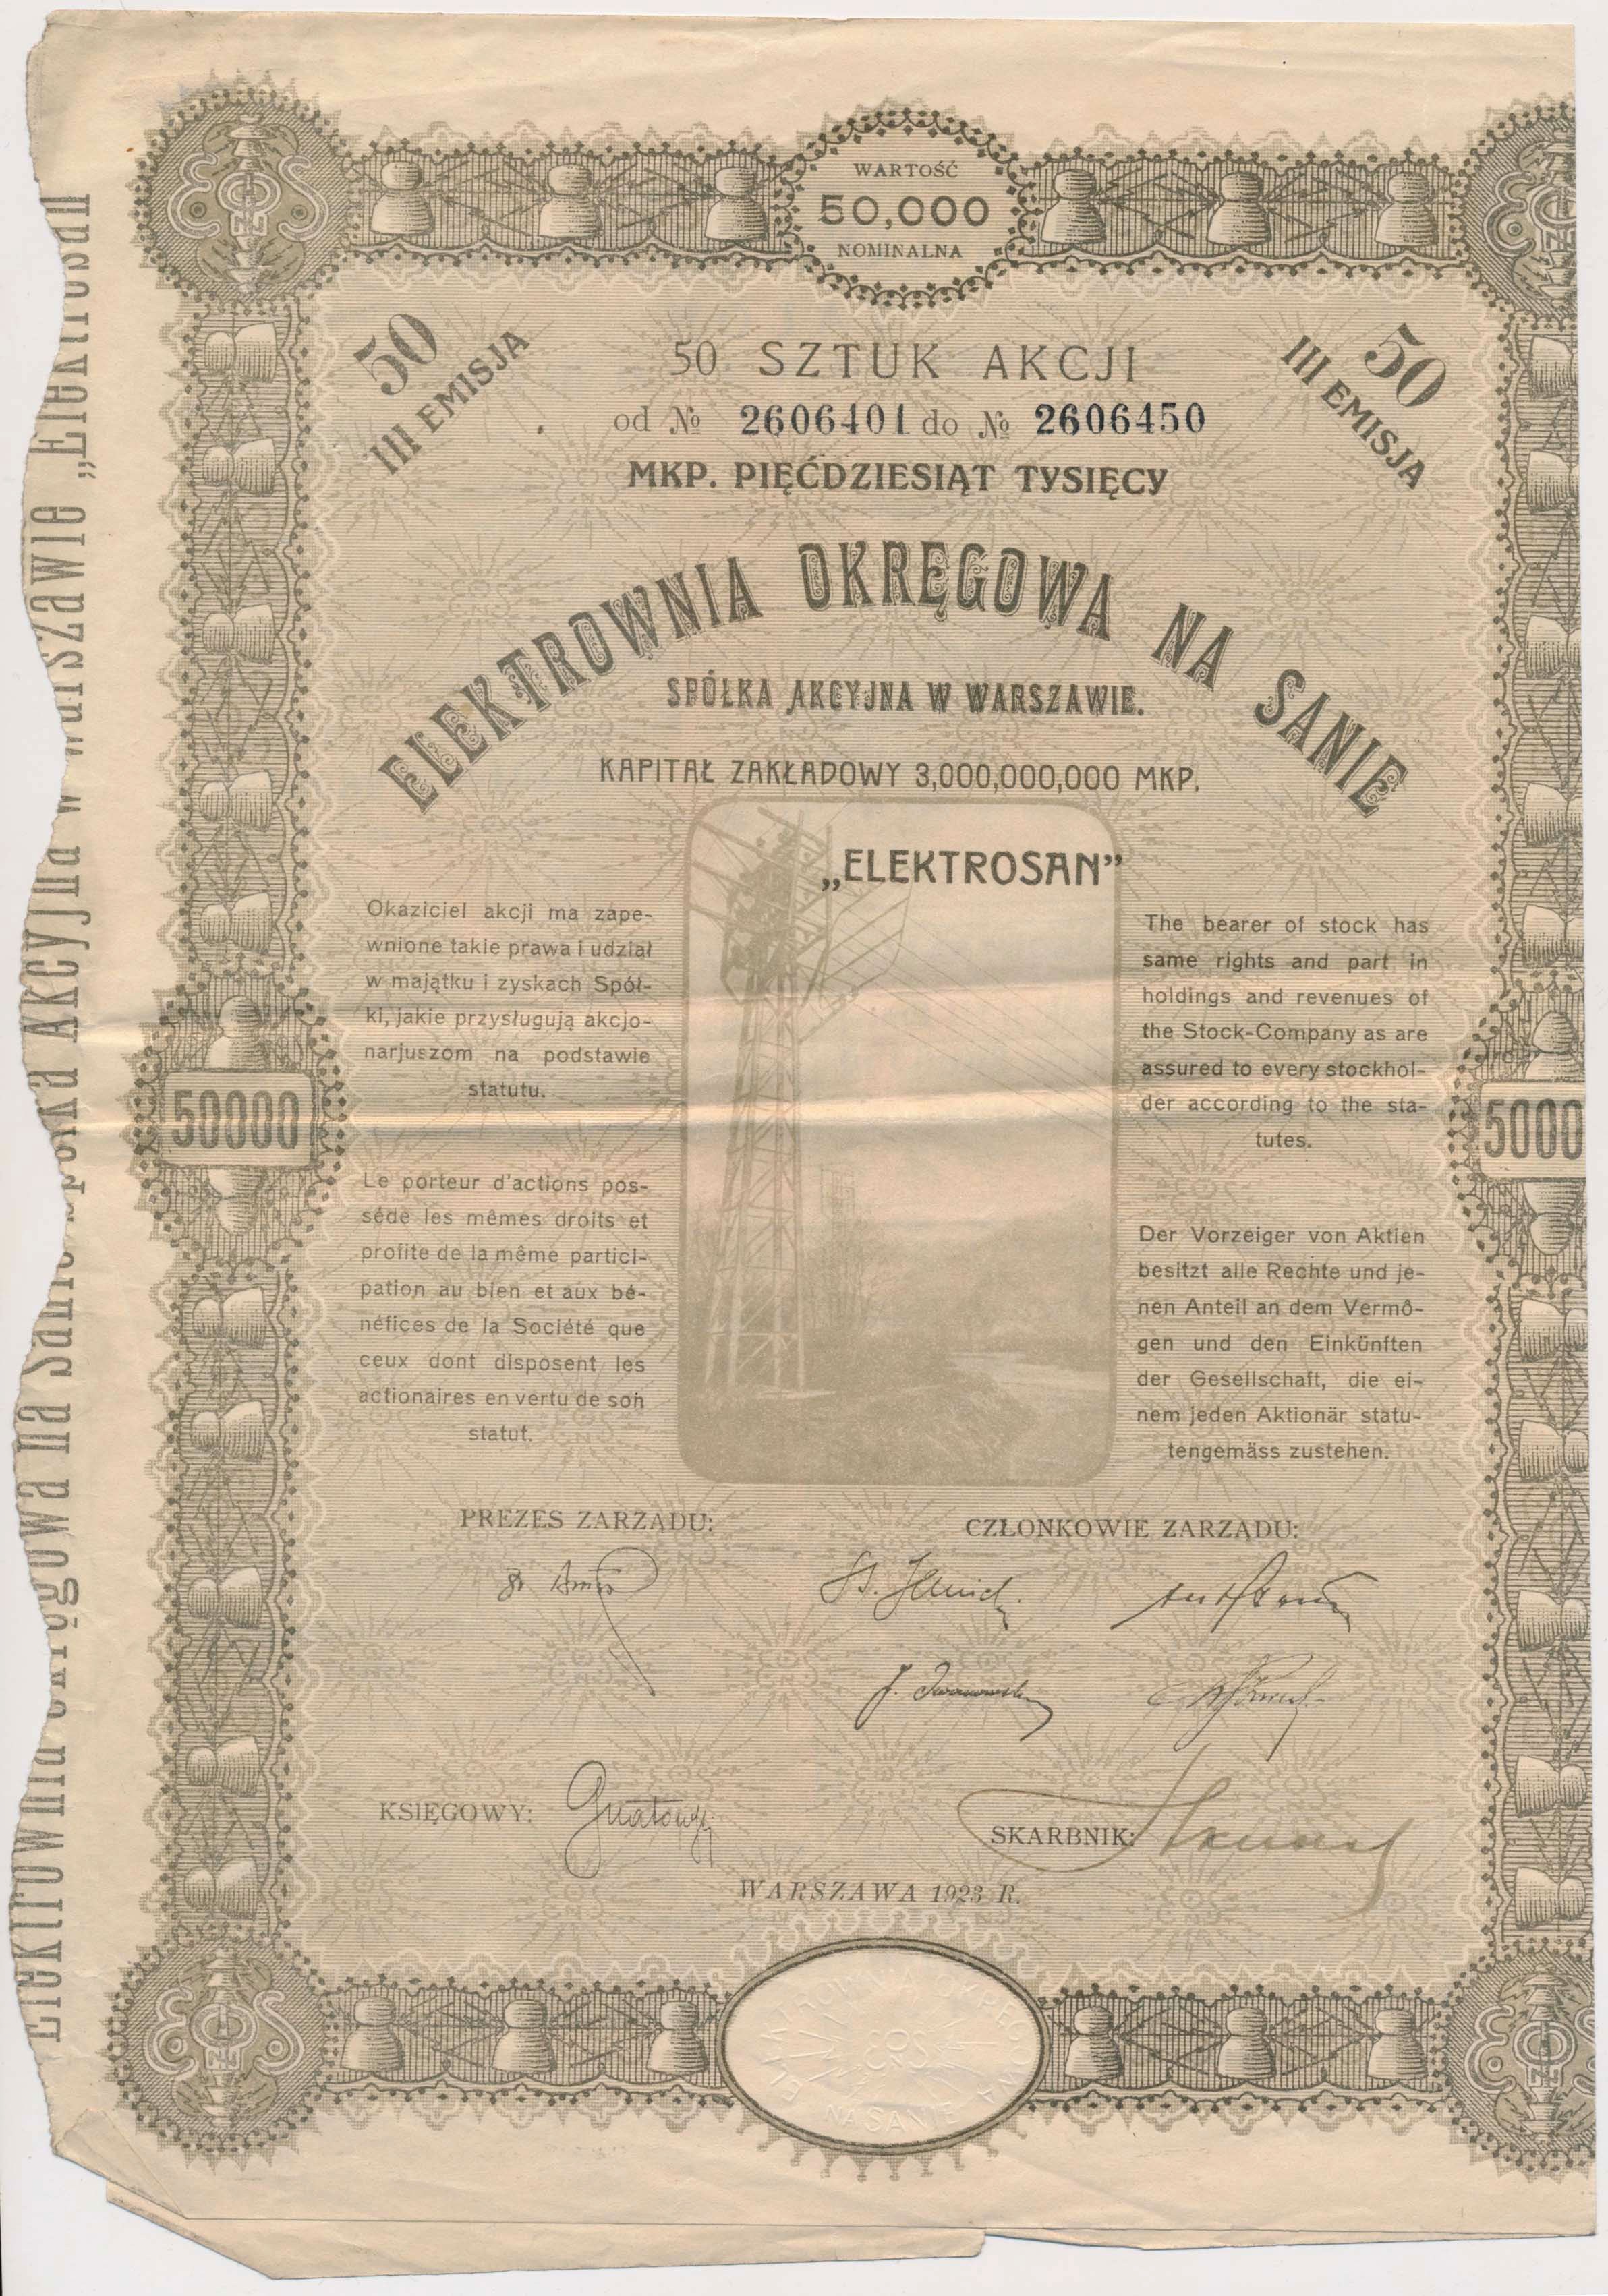 WARTOŚĆ
50,000
NOMINALNA
50
III EMISJA
50
III EMISJA
50 SZTUK AKCJI
od № 2606401 do № 2606450
MKP. PIĘĆDZIESIĄT TYSIĘCY
ELEKTROWNIA OKRĘGOWA NA SANIE
SPÓŁKA AKCYJNA W WARSZAWIE.
KAPITAŁ ZAKŁADOWY 3,000,000,000 MKP.
„ELEKTROSAN”
Okaziciel akcji ma zape-
wnione takie prawa i udział
w majątku i zyskach Spół-
ki, jakie przysługują akcjo-
narjuszom na podstawie
statutu.
Le porteur d'actions pos-
séde les mêmes droits et
profite de la même partici-
pation au bien et aux bé-
néfices de la Société que
ceux dont disposent les
actionaires en vertu de son
statut.
The bearer of stock has
same rights and part in
holdings and revenues of
the Stock-Company as are
assured to every stockhol-
der according to the sta-
tutes.
Der Vorzeiger von Aktien
besitzt alle Rechte und je-
nen Anteil an dem Vermô-
gen und den Einkünften
der Gesellschaft, die ei-
nem jeden Aktionär statu-
tengemäss zustehen.
50000
5000
PREZES ZARZĄDU:
CZŁONKOWIE ZARZĄDU:
KSIĘGOWY:
SKARBNIK:
WARSZAWA 1923 R.
ELEKTROWNIA OKRĘGOWA
NA SANIE
Elektrownia Okręgowa na Sanie Spółka Akcyjna w Warszawie „Elektrosan